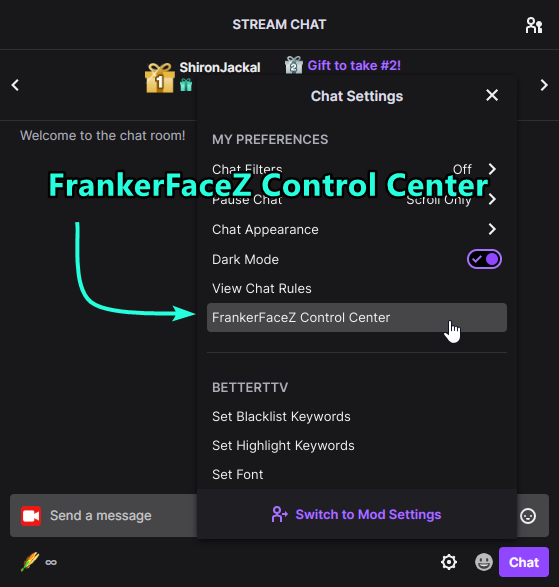 STREAM CHAT
1 ShironJackal
2 Gift to take #2!
Chat Settings
Welcome to the chat room!
MY PREFERENCES
Chat Filters Off
FrankerFaceZ Control Center
Pause Chat Scroll Only
Chat Appearance
Dark Mode
View Chat Rules
FrankerFaceZ Control Center
BETTERTTV
Set Blacklist Keywords
Set Highlight Keywords
Set Font
Send a message
Switch to Mod Settings
∞
Chat